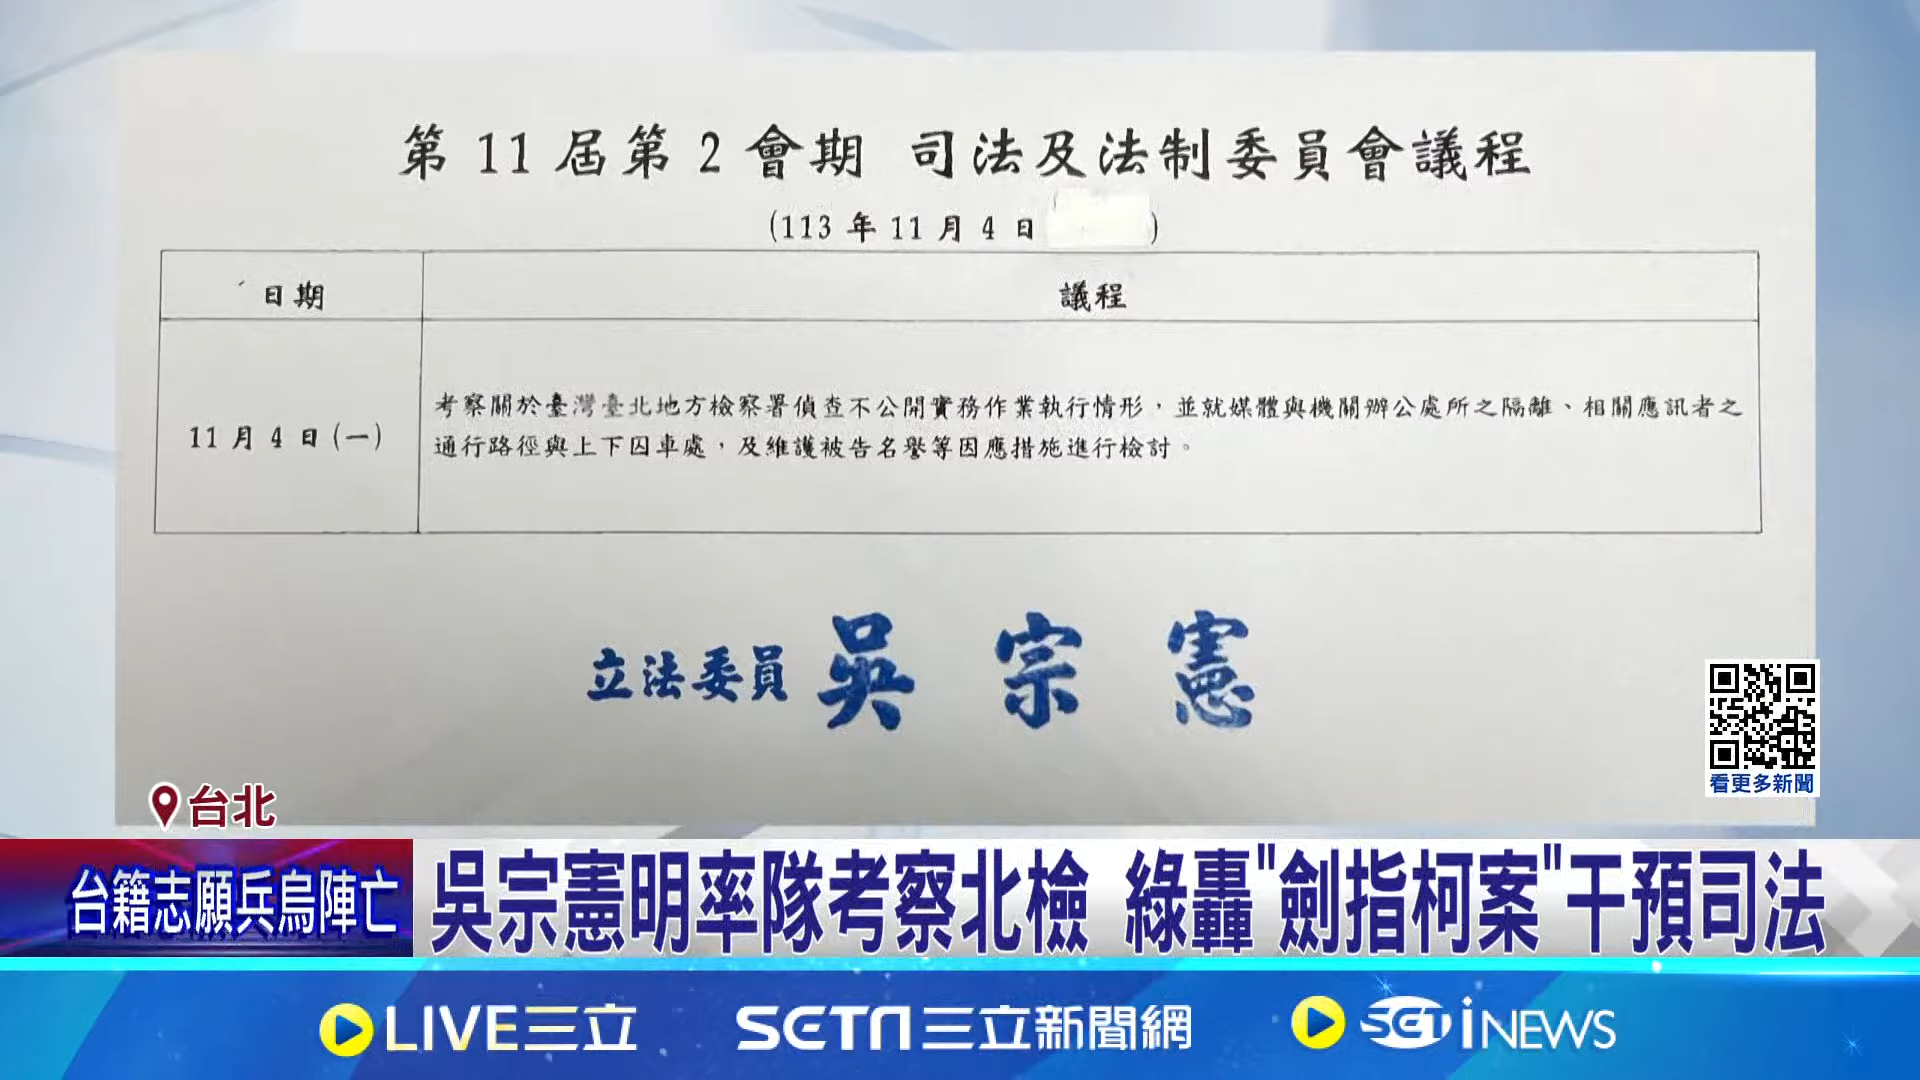 第 11 屆第 2 會期 司法及法制委員會議程
(113 年 11 月 4 日 )
日期 議程
11 月 4 日 (一)
考察關於臺灣臺北地方檢察署偵查不公開實務作業執行情形，並就媒體與機關辦公處所之隔離、相關應訊者之
通行路徑與上下囚車處，及維護被告名譽等因應措施進行檢討。
立法委員 吳宗憲
看更多新聞
台北
台籍志願兵烏陣亡
吳宗憲明率隊考察北檢 綠轟"劍指柯案"干預司法
LIVE三立 SETN三立新聞網 SETiNEWS